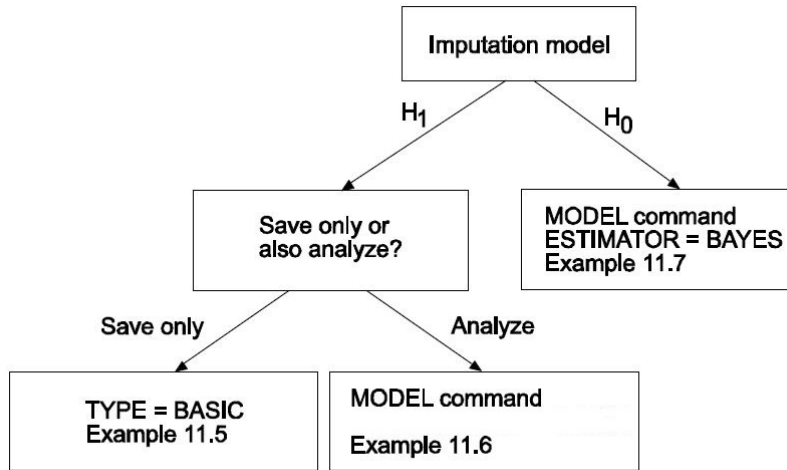 Imputation model
H1
H0
Save only or
also analyze?
MODEL command
ESTIMATOR = BAYES
Example 11.7
Save only
Analyze
TYPE = BASIC
Example 11.5
MODEL command
Example 11.6